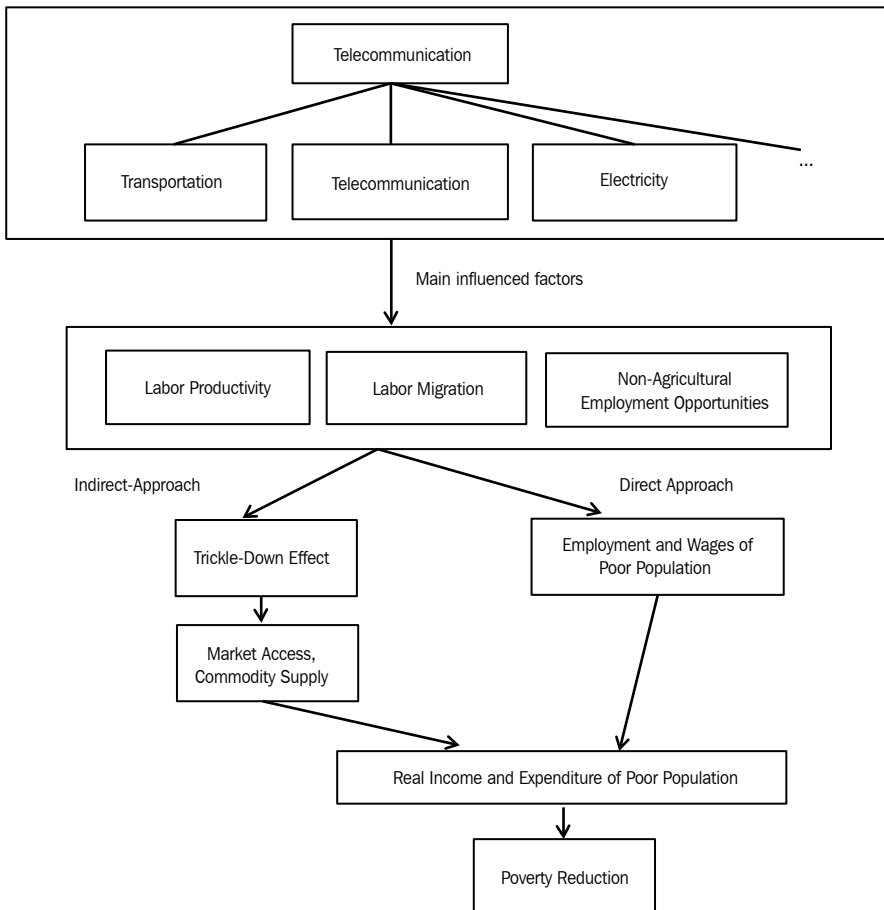 Telecommunication
Transportation
Telecommunication
Electricity
...
Main influenced factors
Labor Productivity
Labor Migration
Non-Agricultural
Employment Opportunities
Indirect-Approach
Direct Approach
Trickle-Down Effect
Employment and Wages of
Poor Population
Market Access,
Commodity Supply
Real Income and Expenditure of Poor Population
Poverty Reduction